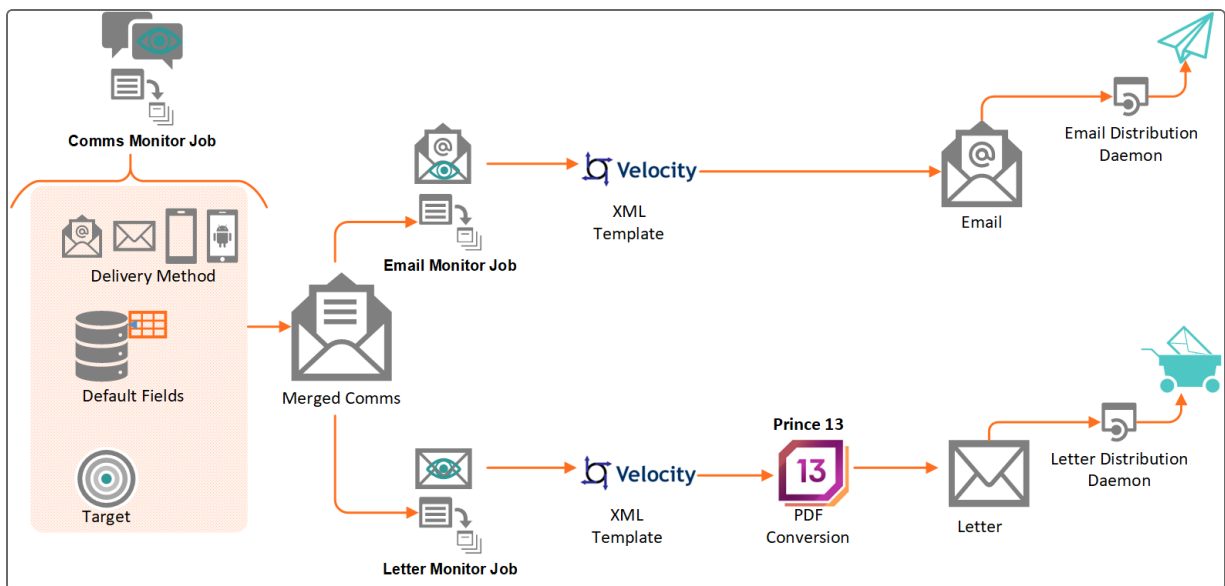 Comms Monitor Job
@
Delivery Method
Default Fields
Target
Merged Comms
@
Email Monitor Job
Velocity
XML
Template
@
Email
Email Distribution
Daemon
Letter Monitor Job
Velocity
XML
Template
Prince 13
13
PDF
Conversion
Letter
Letter Distribution
Daemon